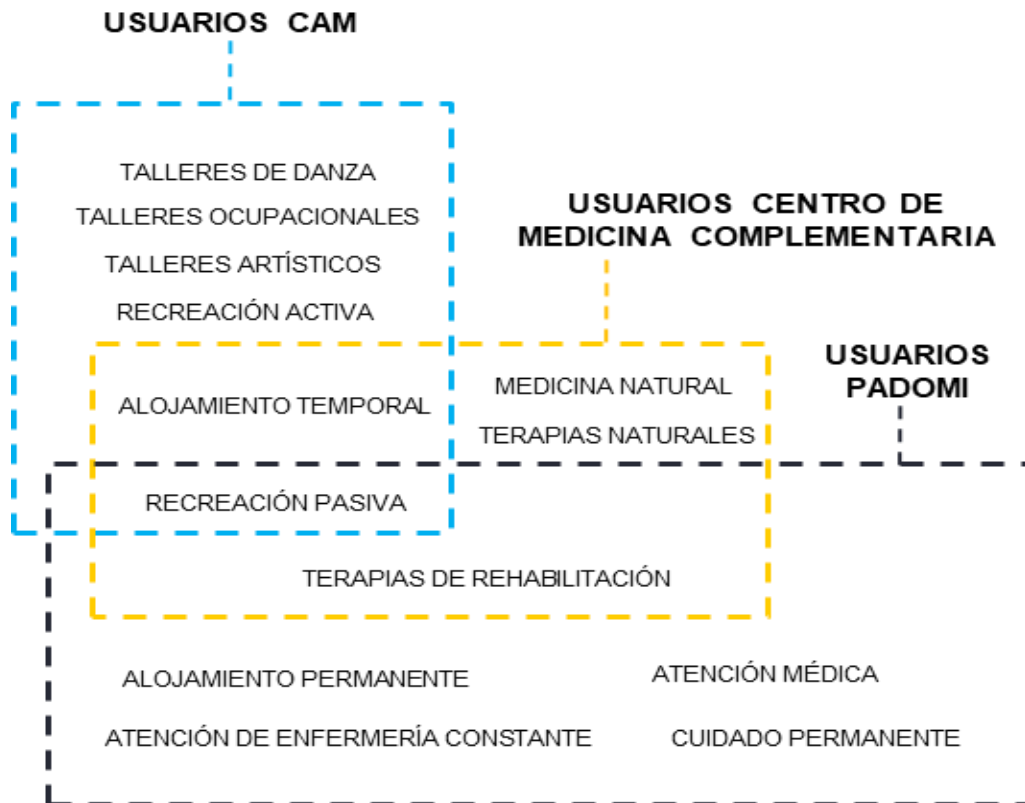 USUARIOS CAM
TALLERES DE DANZA
TALLERES OCUPACIONALES
TALLERES ARTÍSTICOS
RECREACIÓN ACTIVA
USUARIOS CENTRO DE
MEDICINA COMPLEMENTARIA
USUARIOS
PADOMI
ALOJAMIENTO TEMPORAL
MEDICINA NATURAL
TERAPIAS NATURALES
RECREACIÓN PASIVA
TERAPIAS DE REHABILITACIÓN
ALOJAMIENTO PERMANENTE
ATENCIÓN MÉDICA
ATENCIÓN DE ENFERMERÍA CONSTANTE
CUIDADO PERMANENTE